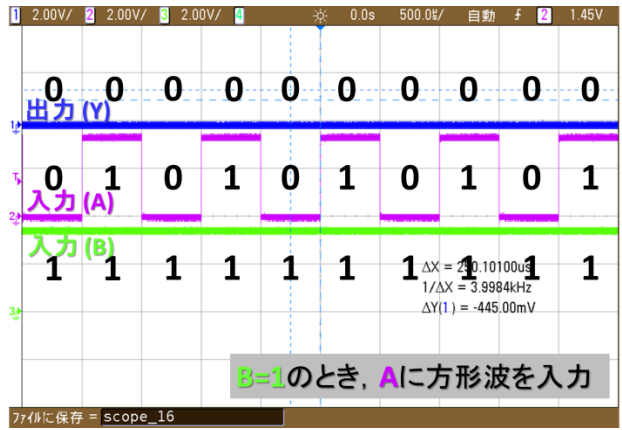 1 2.00V/ 2 2.00V/ 3 2.00V/ 4 0.0s 500.0㎲/ 自動 2 1.45V
0 0 0 0 0 0 0 0 0 0
出力 (Y)
0 1 0 1 0 1 0 1 0 1
入力 (A)
入力 (B)
1 1 1 1 1 1 1 1 1 1
ΔX = 250.10100us
1/ΔX = 3.9984kHz
ΔY(1) = -445.00mV
B=1のとき, Aに方形波を入力
ファイルに保存 = scope_16